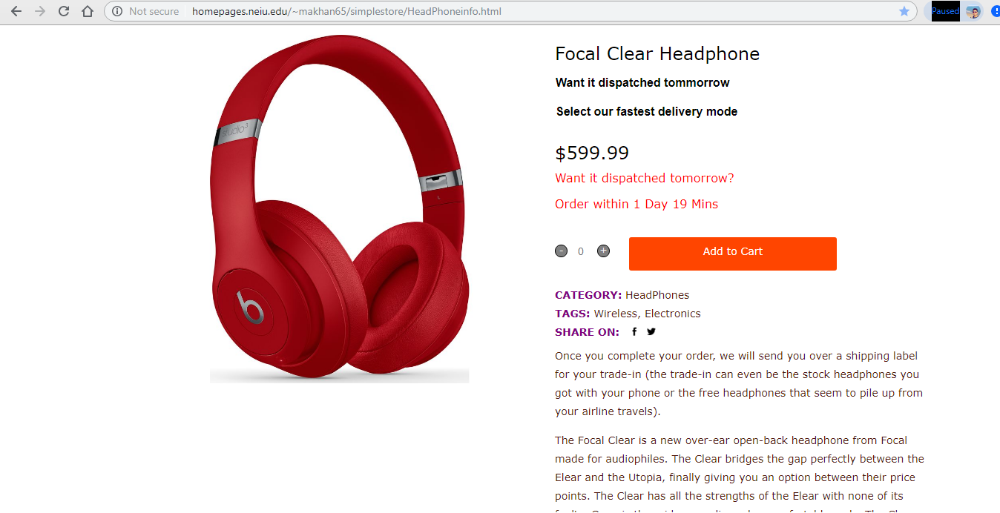 Not secure homepages.neiu.edu/~makhan65/simplestore/HeadPhoneinfo.html Paused
Focal Clear Headphone
Want it dispatched tommorrow
Select our fastest delivery mode
studio³
$599.99
Want it dispatched tomorrow?
Order within 1 Day 19 Mins
- 0 + Add to Cart
CATEGORY: HeadPhones
TAGS: Wireless, Electronics
SHARE ON:
Once you complete your order, we will send you over a shipping label
for your trade-in (the trade-in can even be the stock headphones you
got with your phone or the free headphones that seem to pile up from
your airline travels).
The Focal Clear is a new over-ear open-back headphone from Focal
made for audiophiles. The Clear bridges the gap perfectly between the
Elear and the Utopia, finally giving you an option between their price
points. The Clear has all the strengths of the Elear with none of its